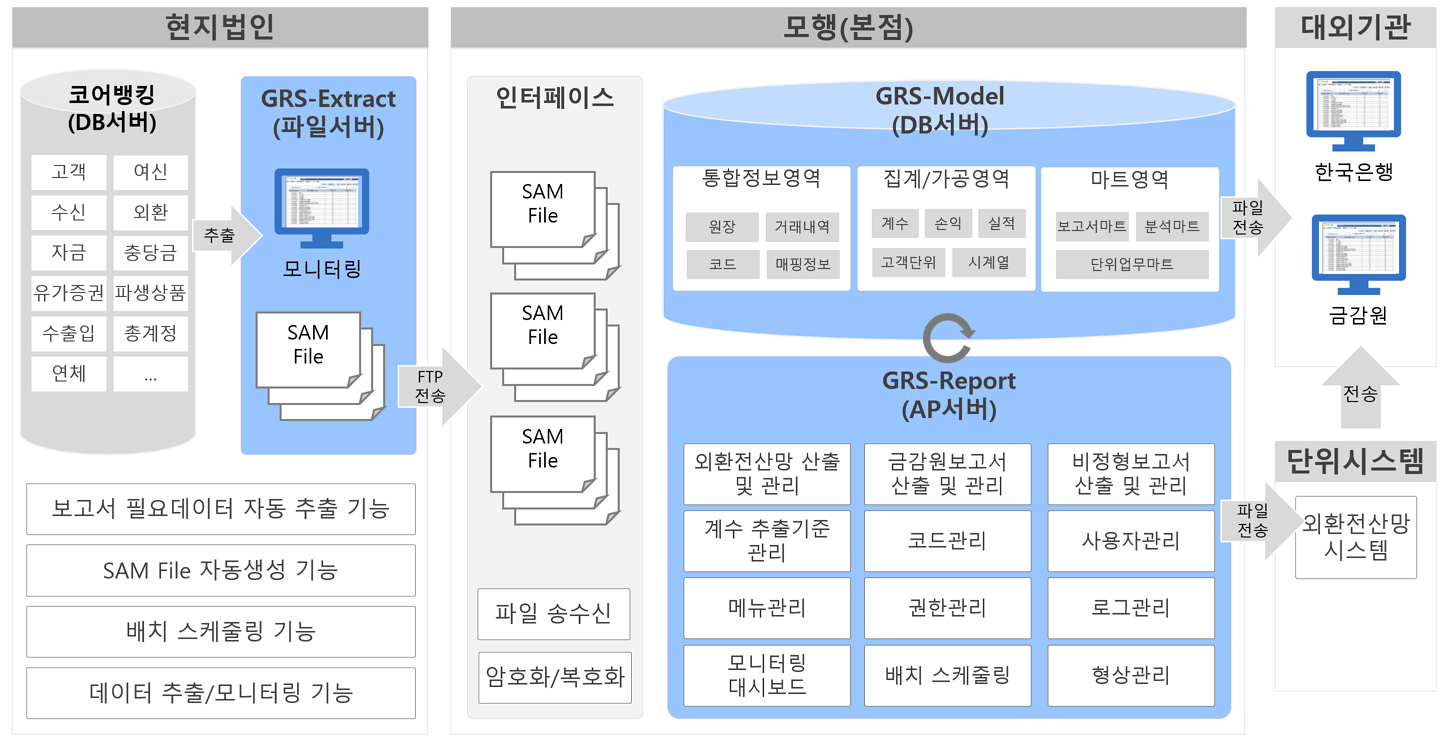 현지법인
코어뱅킹
(DB서버)
고객
여신
수신
외환
자금
충당금
유가증권
파생상품
수출입
총계정
연체
...
추출
GRS-Extract
(파일서버)
모니터링
SAM
File
FTP
전송
보고서 필요데이터 자동 추출 기능
SAM File 자동생성 기능
배치 스케줄링 기능
데이터 추출/모니터링 기능
모행(본점)
인터페이스
SAM
File
SAM
File
SAM
File
파일 송수신
암호화/복호화
GRS-Model
(DB서버)
통합정보영역
원장
거래내역
코드
매핑정보
집계/가공영역
계수
손익
실적
고객단위
시계열
마트영역
보고서마트
분석마트
단위업무마트
GRS-Report
(AP서버)
외환전산망 산출
및 관리
금감원보고서
산출 및 관리
비정형보고서
산출 및 관리
계수 추출기준
관리
코드관리
사용자관리
메뉴관리
권한관리
로그관리
모니터링
대시보드
배치 스케줄링
형상관리
파일
전송
파일
전송
대외기관
한국은행
금감원
전송
단위시스템
외환전산망
시스템